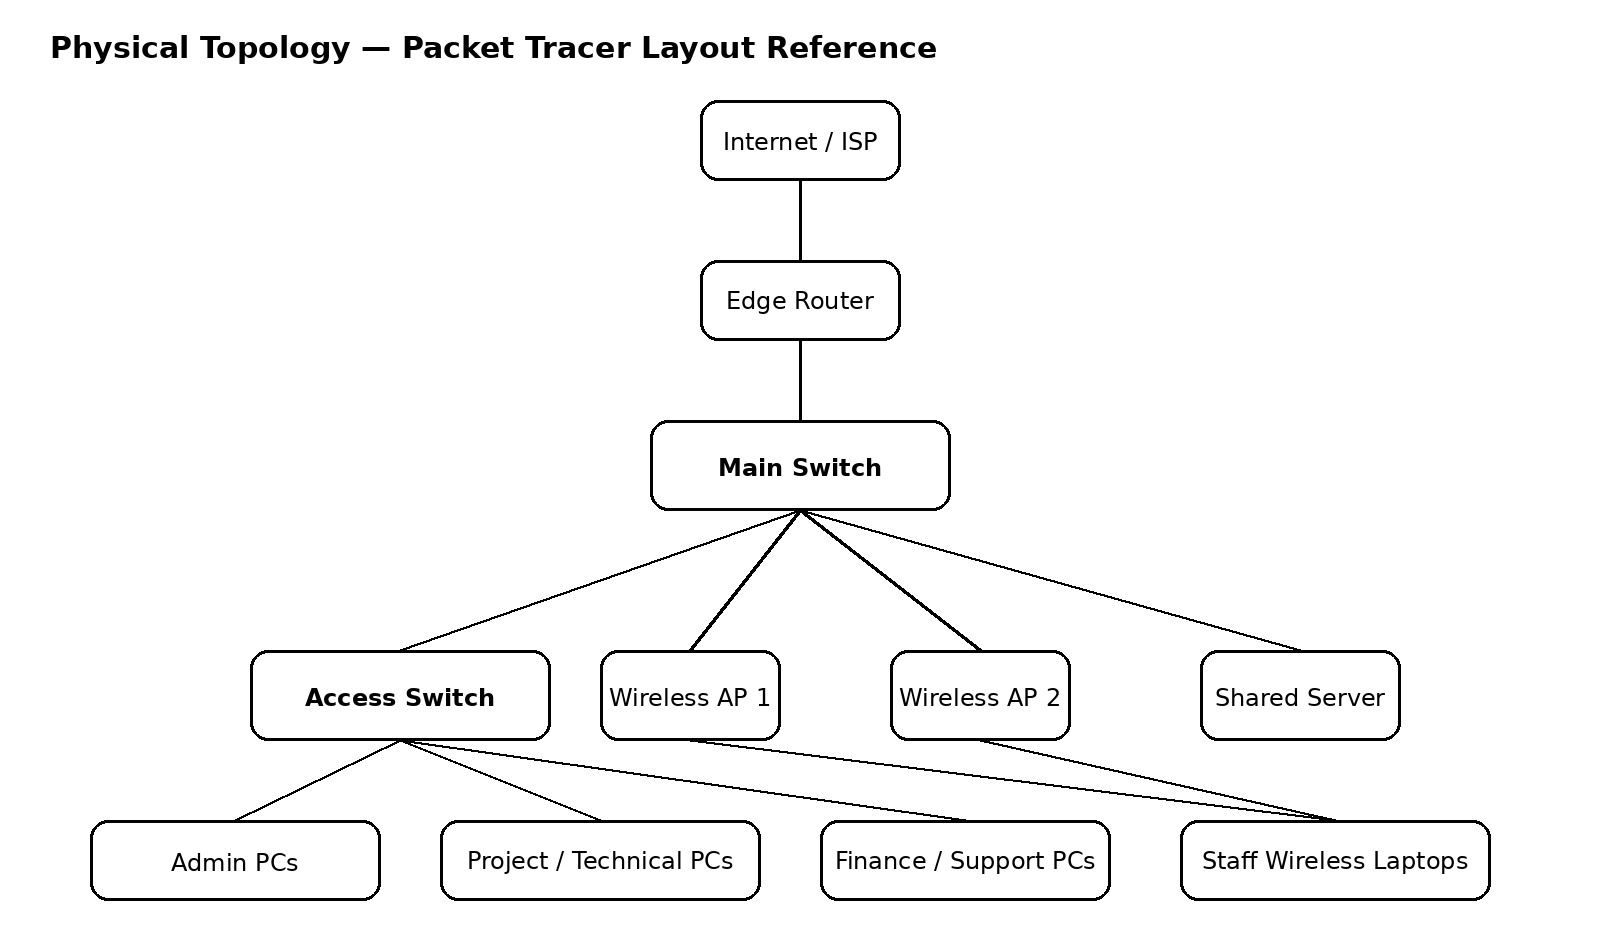 Physical Topology — Packet Tracer Layout Reference
Internet / ISP
Edge Router
Main Switch
Access Switch
Wireless AP 1
Wireless AP 2
Shared Server
Admin PCs
Project / Technical PCs
Finance / Support PCs
Staff Wireless Laptops